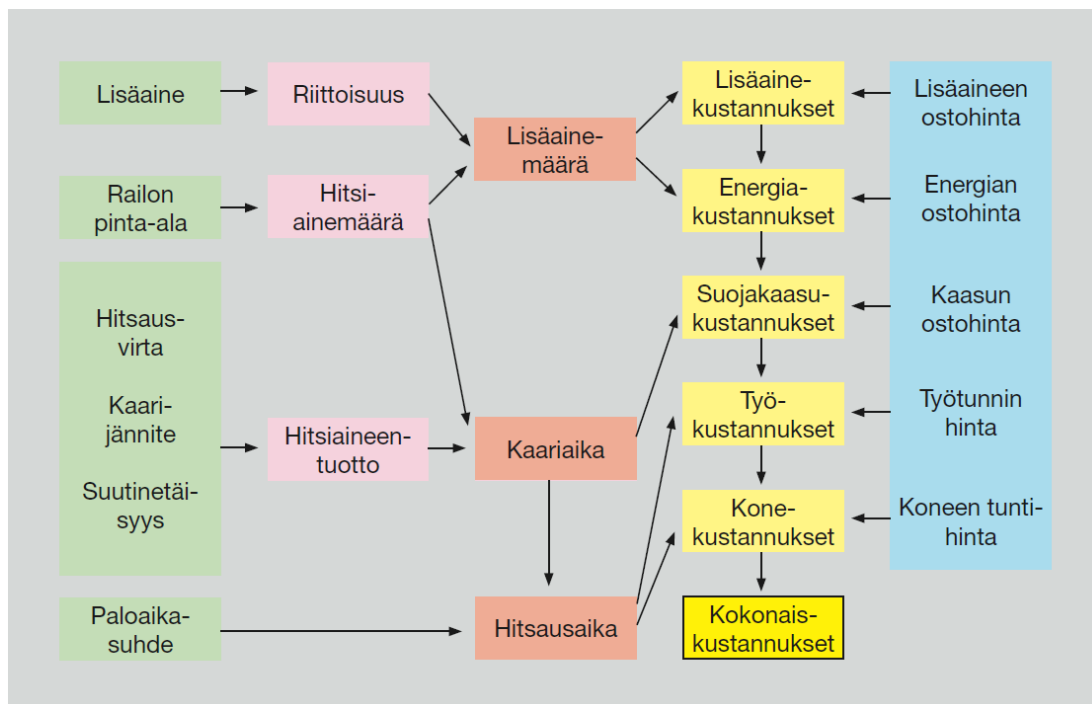 Lisäaine
Riittoisuus
Lisäaine-
määrä
Lisäaine-
kustannukset
Lisäaineen
ostohinta
Railon
pinta-ala
Hitsi-
ainemäärä
Energia-
kustannukset
Energian
ostohinta
Hitsaus-
virta
Kaari-
jännite
Suutinetäi-
syys
Hitsiaineen-
tuotto
Kaariaika
Suojakaasu-
kustannukset
Kaasun
ostohinta
Työ-
kustannukset
Työtunnin
hinta
Kone-
kustannukset
Koneen tunti-
hinta
Paloaika-
suhde
Hitsausaika
Kokonais-
kustannukset